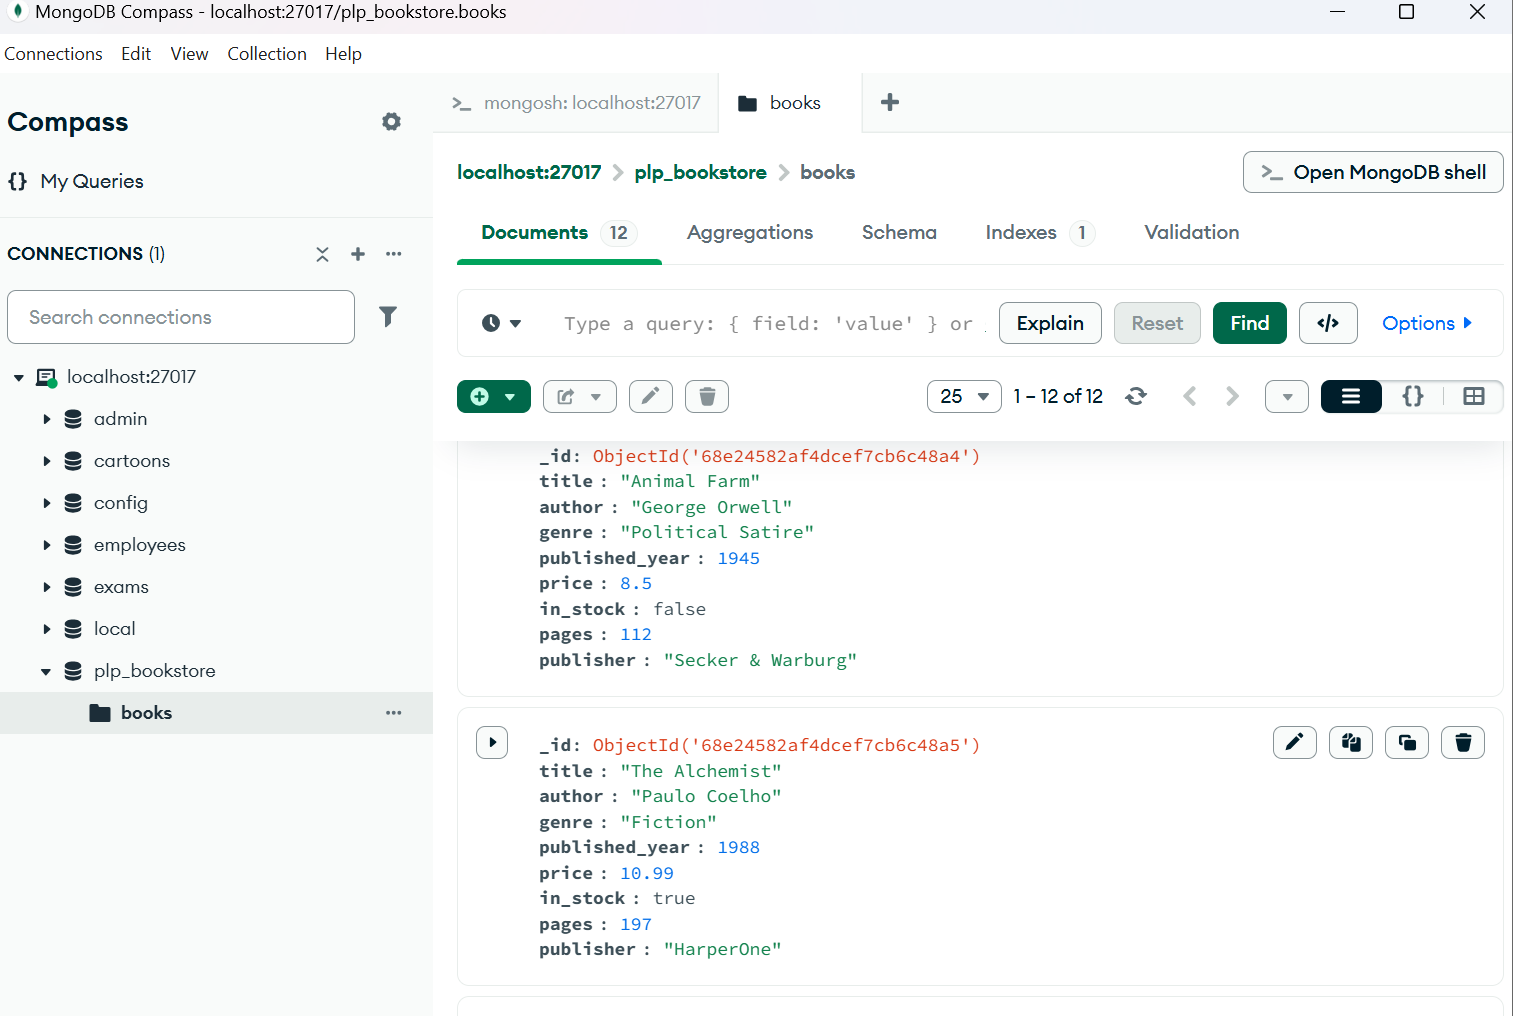 MongoDB Compass - localhost:27017/plp_bookstore.books
Connections Edit View Collection Help
Compass
My Queries
CONNECTIONS (1)
Search connections
localhost:27017
admin
cartoons
config
employees
exams
local
plp_bookstore
books
mongosh: localhost:27017
books
localhost:27017 > plp_bookstore > books
Open MongoDB shell
Documents 12 Aggregations Schema Indexes 1 Validation
Type a query: { field: 'value' } or
Explain Reset Find </> Options
25 1 – 12 of 12 {}
_id: ObjectId('68e24582af4dcef7cb6c48a4')
title : "Animal Farm"
author : "George Orwell"
genre : "Political Satire"
published_year : 1945
price : 8.5
in_stock : false
pages : 112
publisher : "Secker & Warburg"
_id: ObjectId('68e24582af4dcef7cb6c48a5')
title : "The Alchemist"
author : "Paulo Coelho"
genre : "Fiction"
published_year : 1988
price : 10.99
in_stock : true
pages : 197
publisher : "HarperOne"